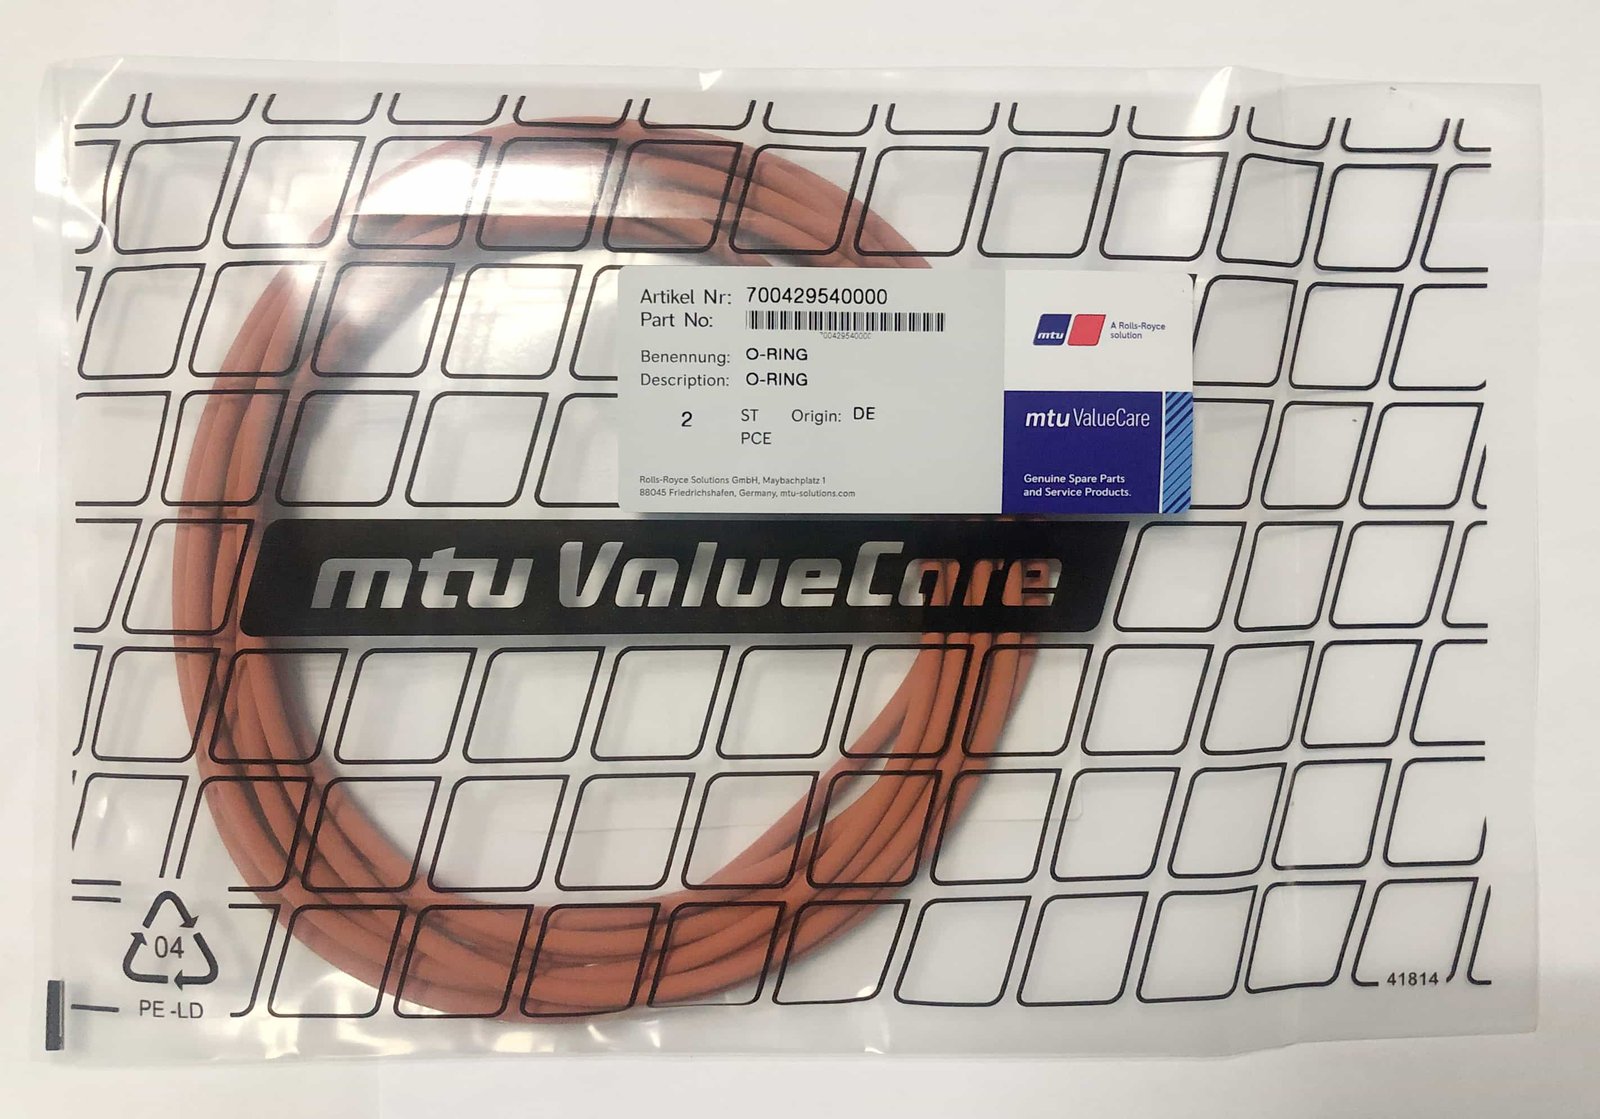 Artikel Nr: 700429540000
Part No:
700429540000
Benennung: O-RING
Description: O-RING
2 ST Origin: DE
PCE
Rolls-Royce Solutions GmbH, Maybachplatz 1
88045 Friedrichshafen, Germany, mtu-solutions.com
mtu
A Rolls-Royce
solution
mtu ValueCare
Genuine Spare Parts
and Service Products.
mtu ValueCare
04
PE-LD
41814